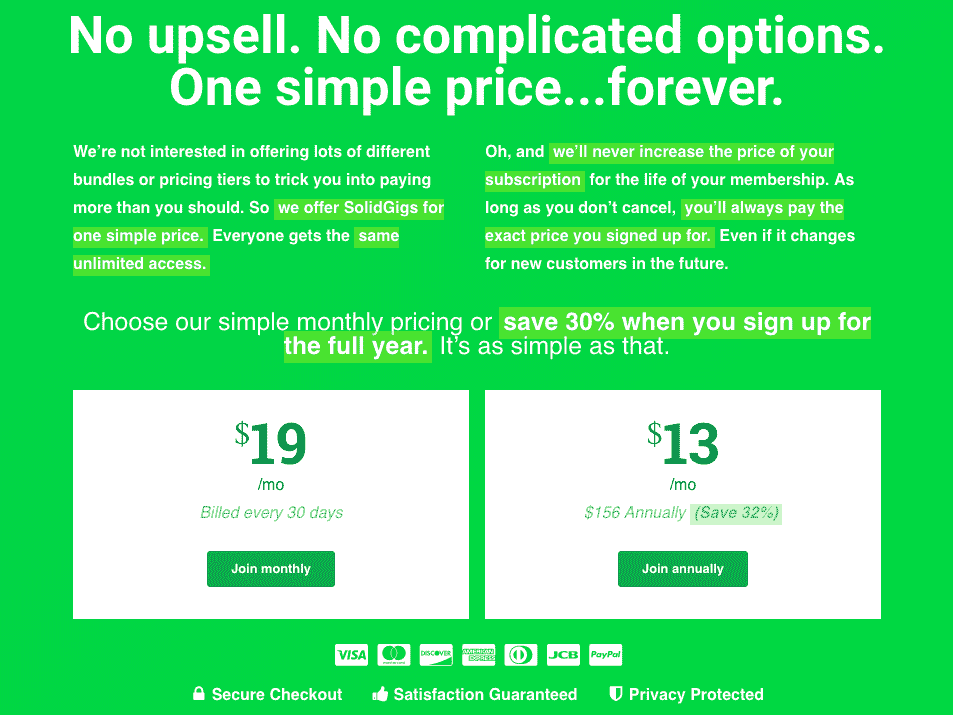 No upsell. No complicated options.
One simple price...forever.
We're not interested in offering lots of different
bundles or pricing tiers to trick you into paying
more than you should. So we offer SolidGigs for
one simple price. Everyone gets the same
unlimited access.
Oh, and we'll never increase the price of your
subscription for the life of your membership. As
long as you don't cancel, you'll always pay the
exact price you signed up for. Even if it changes
for new customers in the future.
Choose our simple monthly pricing or save 30% when you sign up for
the full year. It's as simple as that.
$19
/mo
Billed every 30 days
Join monthly
$13
/mo
$156 Annually (Save 32%)
Join annually
VISA MasterCard DISCOVER AMERICAN EXPRESS JCB PayPal
Secure Checkout Satisfaction Guaranteed Privacy Protected